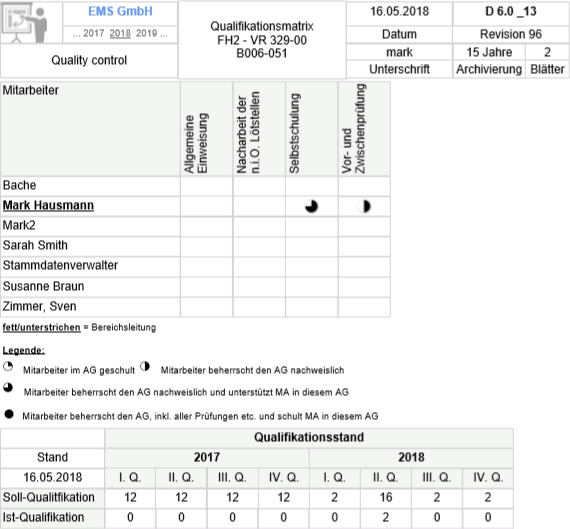 EMS GmbH
... 2017 2018 2019 ...
Quality control
Qualifikationsmatrix
FH2 - VR 329-00
B006-051
16.05.2018 D 6.0 _13
Datum Revision 96
mark 15 Jahre 2
Unterschrift Archivierung Blätter
Mitarbeiter
Allgemeine
Einweisung
Nacharbeit der
n.i.O. Lötstellen
Selbstschulung
Vor- und
Zwischenprüfung
Bache
Mark Hausmann
Mark2
Sarah Smith
Stammdatenverwalter
Susanne Braun
Zimmer, Sven
fett/unterstrichen = Bereichsleitung
Legende:
Mitarbeiter im AG geschult Mitarbeiter beherrscht den AG nachweislich
Mitarbeiter beherrscht den AG nachweislich und unterstützt MA in diesem AG
Mitarbeiter beherrscht den AG, inkl. aller Prüfungen etc. und schult MA in diesem AG
Qualifikationsstand
Stand 2017 2018
16.05.2018 I. Q. II. Q. III. Q. IV. Q. I. Q. II. Q. III. Q. IV. Q.
Soll-Qualitfikation 12 12 12 12 2 16 2 2
Ist-Qualifikation 0 0 0 0 0 2 0 0